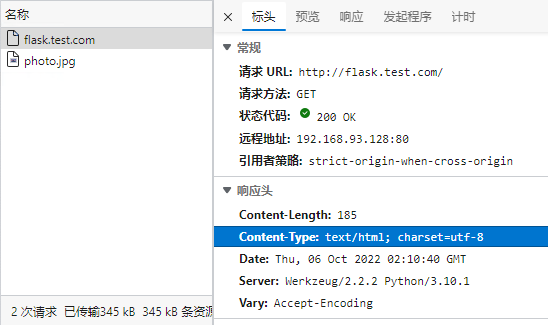 名称
flask.test.com
photo.jpg
2 次请求 已传输345 kB 345 kB 条资源
标头 预览 响应 发起程序 计时
常规
请求 URL: http://flask.test.com/
请求方法: GET
状态代码: 200 OK
远程地址: 192.168.93.128:80
引用者策略: strict-origin-when-cross-origin
响应头
Content-Length: 185
Content-Type: text/html; charset=utf-8
Date: Thu, 06 Oct 2022 02:10:40 GMT
Server: Werkzeug/2.2.2 Python/3.10.1
Vary: Accept-Encoding